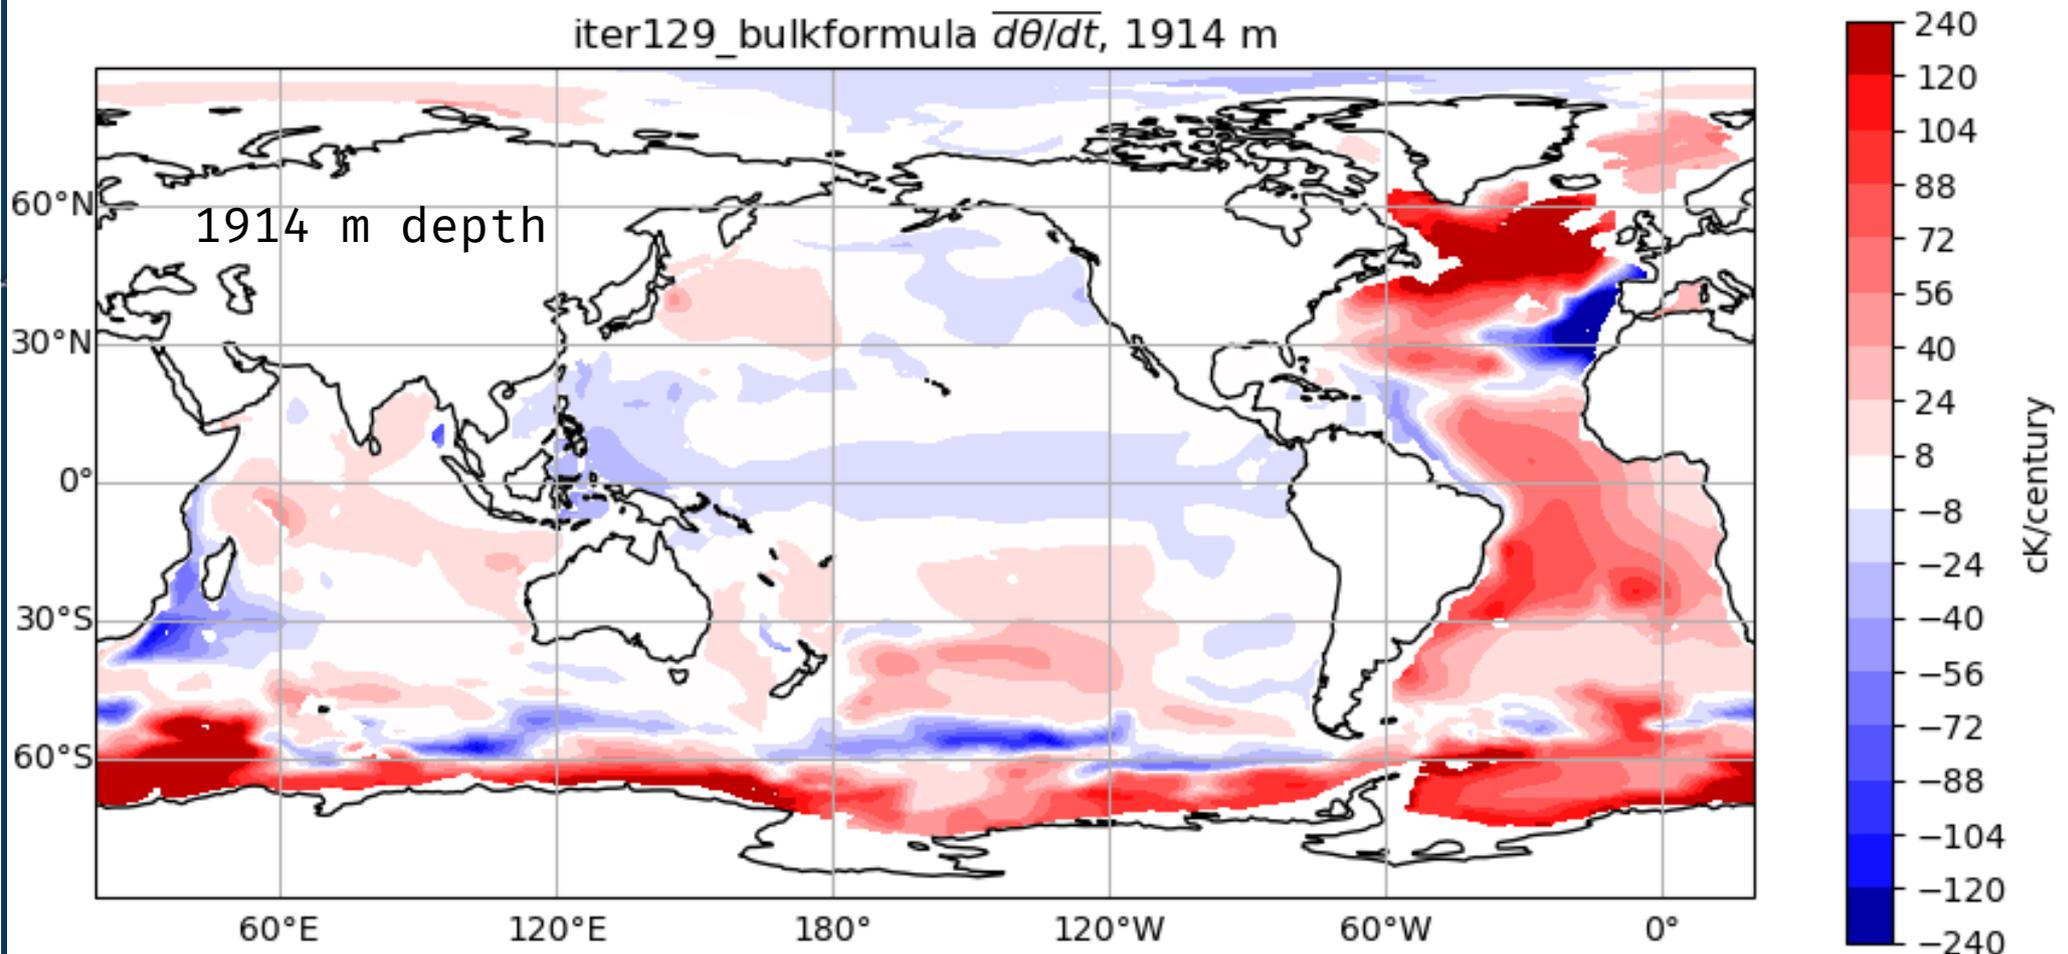 iter129_bulkformula dθ/dt, 1914 m
240
120
104
88
72
56
40
24
8
−8
−24
−40
−56
−72
−88
−104
−120
−240
cK/century
60°N
1914 m depth
30°N
0°
30°S
60°S
60°E 120°E 180° 120°W 60°W 0°